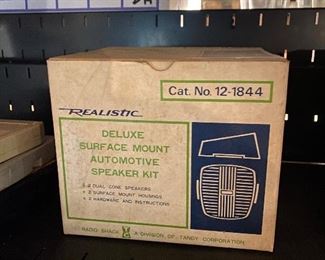 Cat. No. 12-1844
REALISTIC
DELUXE
SURFACE MOUNT
AUTOMOTIVE
SPEAKER KIT
• 2 DUAL CONE SPEAKERS
• 2 SURFACE MOUNT HOUSINGS
• 2 HARDWARE AND INSTRUCTIONS
RADIO SHACK A DIVISION OF TANDY CORPORATION